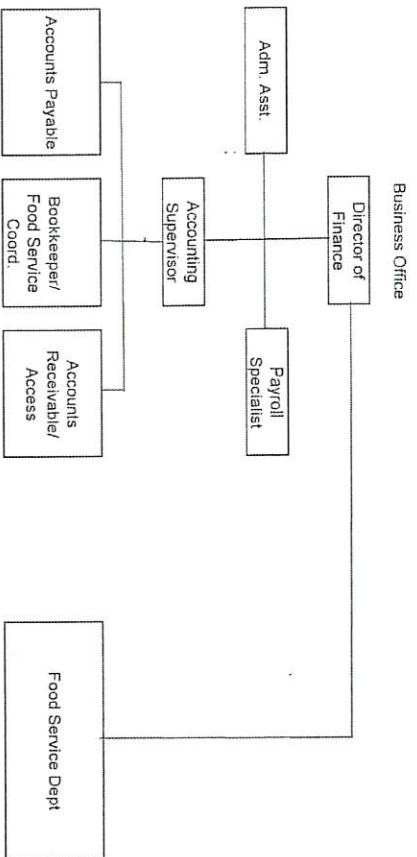 Business Office
Director of
Finance
Adm. Asst.
Payroll
Specialist
Accounting
Supervisor
Accounts Payable
Bookkeeper/
Food Service
Coord.
Accounts
Receivable/
Access
Food Service Dept